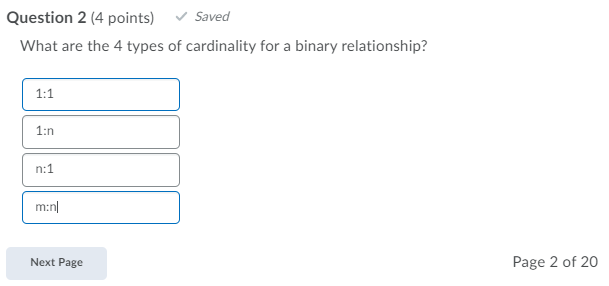 Question 2 (4 points) Saved
What are the 4 types of cardinality for a binary relationship?
1:1
1:n
n:1
m:n
Next Page Page 2 of 20